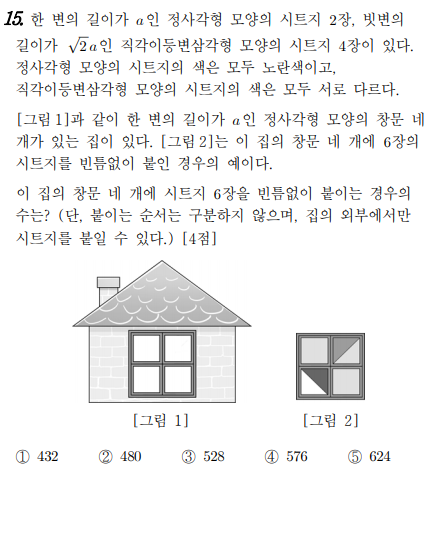 15. 한 변의 길이가 a인 정사각형 모양의 시트지 2장, 빗변의
길이가 √2a인 직각이등변삼각형 모양의 시트지 4장이 있다.
정사각형 모양의 시트지의 색은 모두 노란색이고,
직각이등변삼각형 모양의 시트지의 색은 모두 서로 다르다.
[그림 1]과 같이 한 변의 길이가 a인 정사각형 모양의 창문 네
개가 있는 집이 있다. [그림 2]는 이 집의 창문 네 개에 6장의
시트지를 빈틈없이 붙인 경우의 예이다.
이 집의 창문 네 개에 시트지 6장을 빈틈없이 붙이는 경우의
수는? (단, 붙이는 순서는 구분하지 않으며, 집의 외부에서만
시트지를 붙일 수 있다.) [4점]
[그림 1] [그림 2]
① 432 ② 480 ③ 528 ④ 576 ⑤ 624